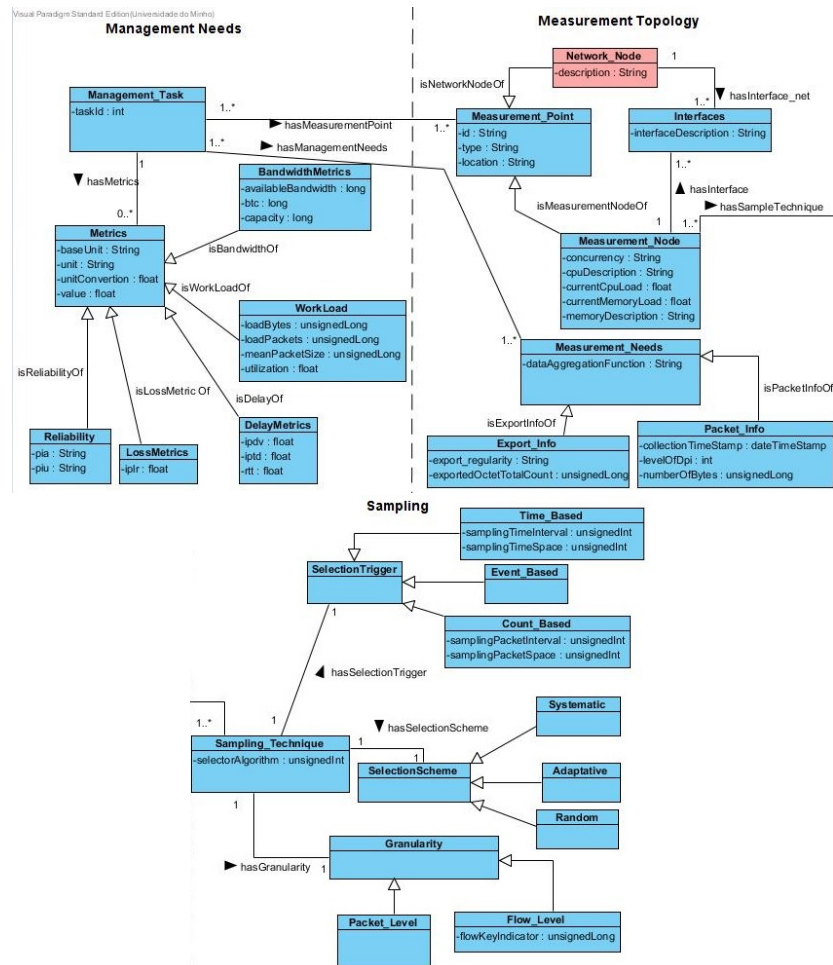 Visual Paradigm Standard Edition(Universidade do Minho)
Management Needs
Measurement Topology
Network_Node
-description : String
1
isNetworkNodeOf
hasInterface_net
1..*
Management_Task
-taskId : int
1..*
hasMeasurementPoint
1..*
Measurement_Point
-id : String
-type : String
-location : String
Interfaces
-interfaceDescription : String
1..*
hasManagementNeeds
1
hasMetrics
0..*
BandwidthMetrics
-availableBandwidth : long
-btc : long
-capacity : long
isMeasurementNodeOf
1..*
hasInterface
1
1..*
hasSampleTechnique
Metrics
-baseUnit : String
-unit : String
-unitConvertion : float
-value : float
isBandwidthOf
isWorkLoadOf
Measurement_Node
-concurrency : String
-cpuDescription : String
-currentCpuLoad : float
-currentMemoryLoad : float
-memoryDescription : String
WorkLoad
-loadBytes : unsignedLong
-loadPackets : unsignedLong
-meanPacketSize : unsignedLong
-utilization : float
1..*
Measurement_Needs
-dataAggregationFunction : String
isReliabilityOf
isLossMetric Of
isDelayOf
isExportInfoOf
isPacketInfoOf
Reliability
-pia : String
-piu : String
LossMetrics
-iplr : float
DelayMetrics
-ipdv : float
-iptd : float
-rtt : float
Export_Info
-export_regularity : String
-exportedOctetTotalCount : unsignedLong
Packet_Info
-collectionTimeStamp : dateTimeStamp
-levelOfDpi : int
-numberOfBytes : unsignedLong
Sampling
Time_Based
-samplingTimeInterval : unsignedInt
-samplingTimeSpace : unsignedInt
SelectionTrigger
Event_Based
1
Count_Based
-samplingPacketInterval : unsignedInt
-samplingPacketSpace : unsignedInt
hasSelectionTrigger
1..*
1
Sampling_Technique
-selectorAlgorithm : unsignedInt
hasSelectionScheme
1
1
Systematic
SelectionScheme
Adaptative
Random
1
hasGranularity
1
Granularity
Packet_Level
Flow_Level
-flowKeyIndicator : unsignedLong